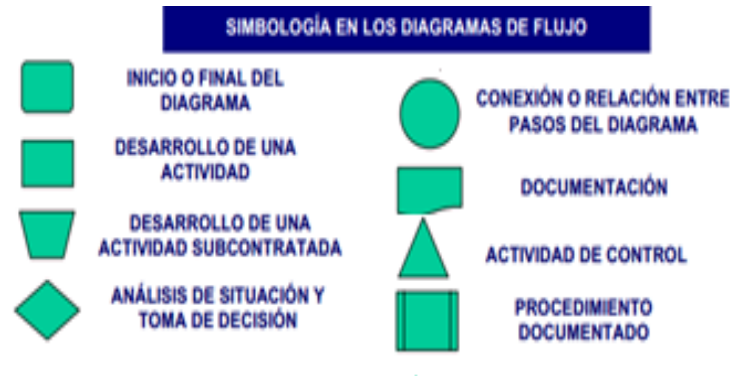 SIMBOLOGÍA EN LOS DIAGRAMAS DE FLUJO
INICIO O FINAL DEL
DIAGRAMA
DESARROLLO DE UNA
ACTIVIDAD
DESARROLLO DE UNA
ACTIVIDAD SUBCONTRATADA
ANÁLISIS DE SITUACIÓN Y
TOMA DE DECISIÓN
CONEXIÓN O RELACIÓN ENTRE
PASOS DEL DIAGRAMA
DOCUMENTACIÓN
ACTIVIDAD DE CONTROL
PROCEDIMIENTO
DOCUMENTADO